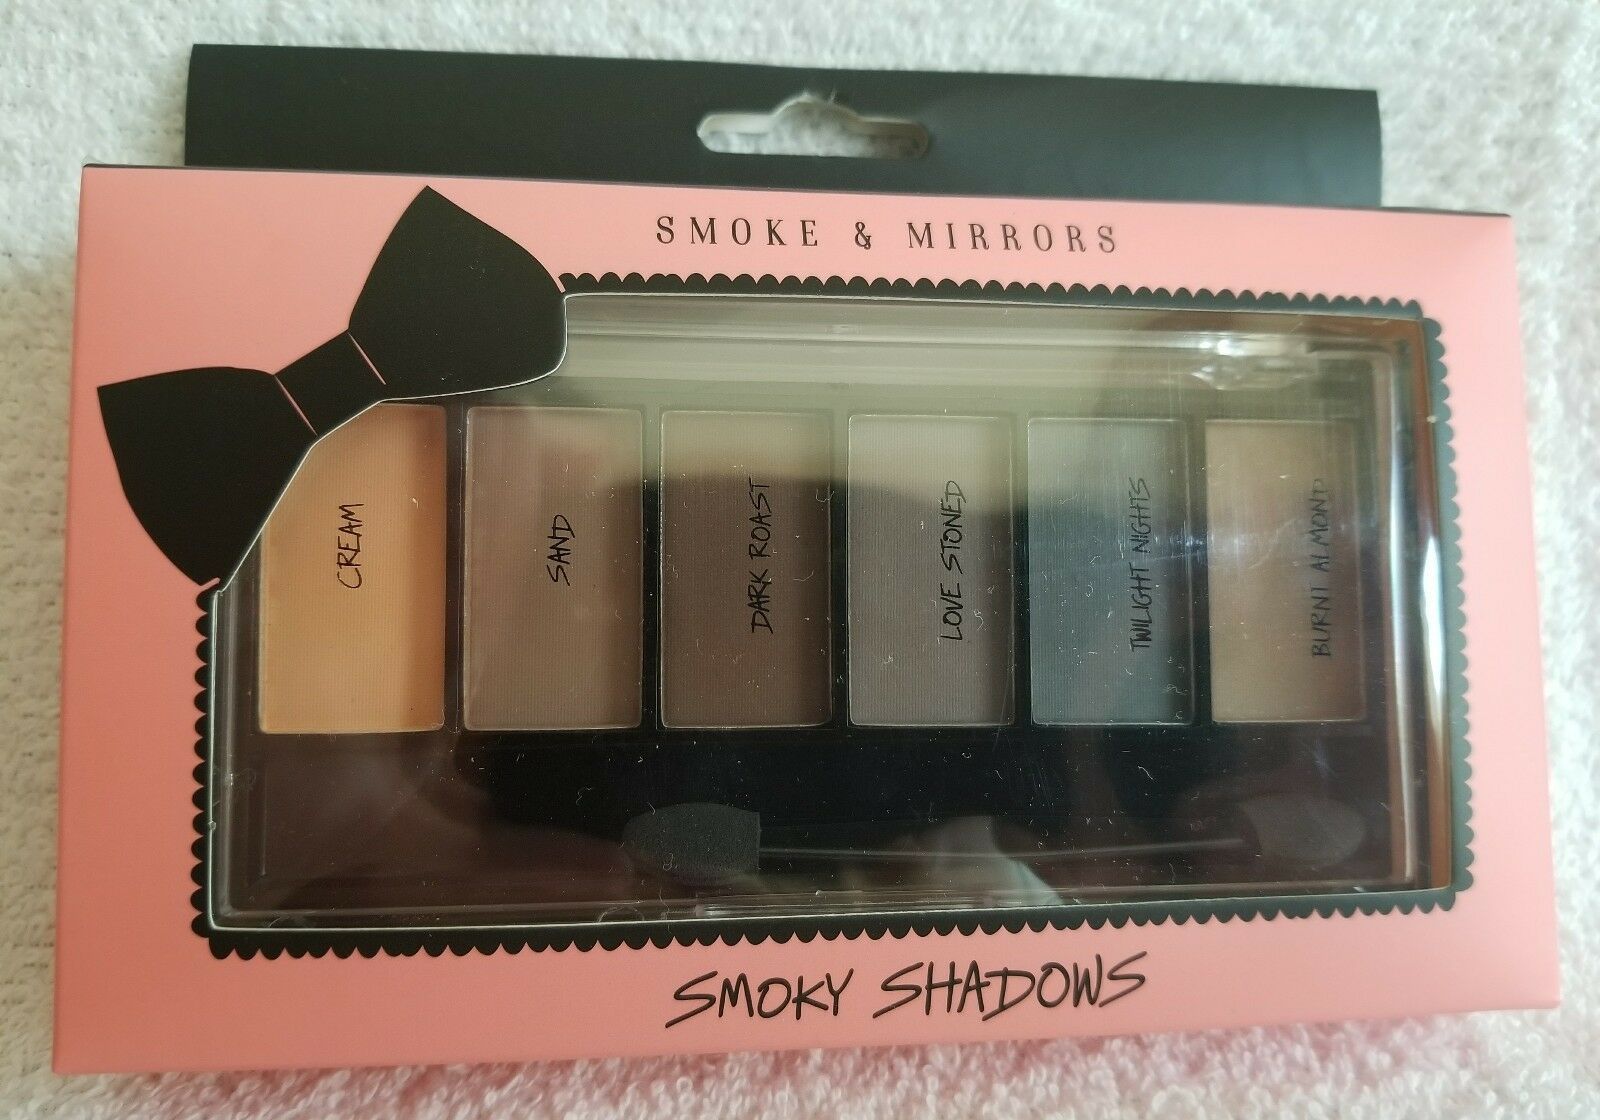 SMOKE & MIRRORS
CREAM
SAND
DARK ROAST
LOVE STONED
TWILIGHT NIGHTS
BURNT ALMOND
SMOKY SHADOWS